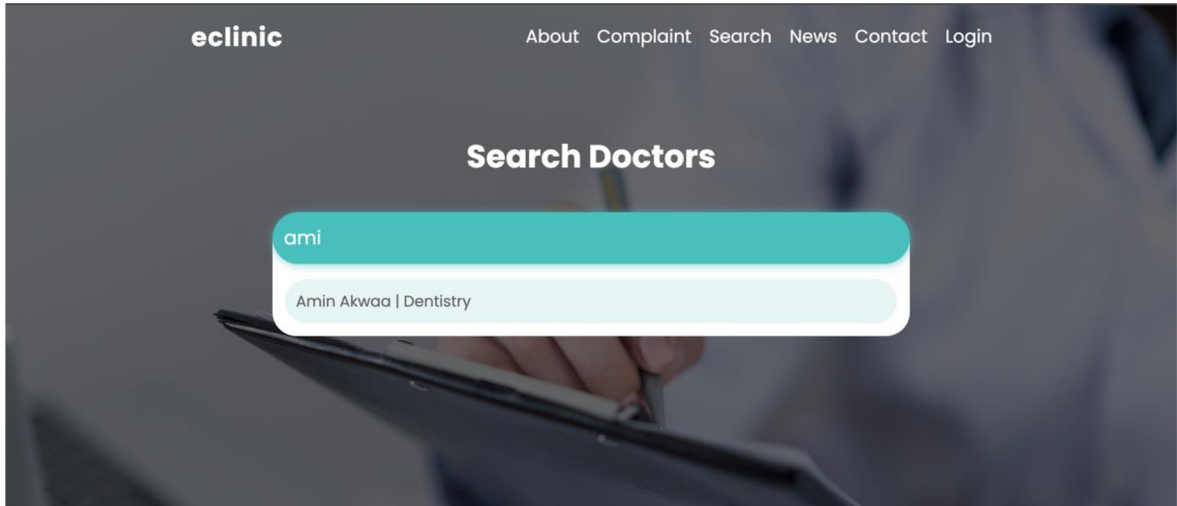 eclinic
About Complaint Search News Contact Login
Search Doctors
ami
Amin Akwaa | Dentistry